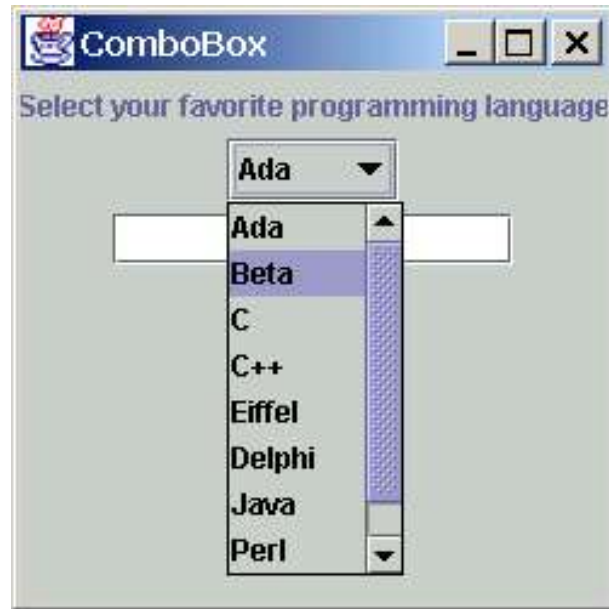 ComboBox
Select your favorite programming language
Ada
Ada
Beta
C
C++
Eiffel
Delphi
Java
Perl